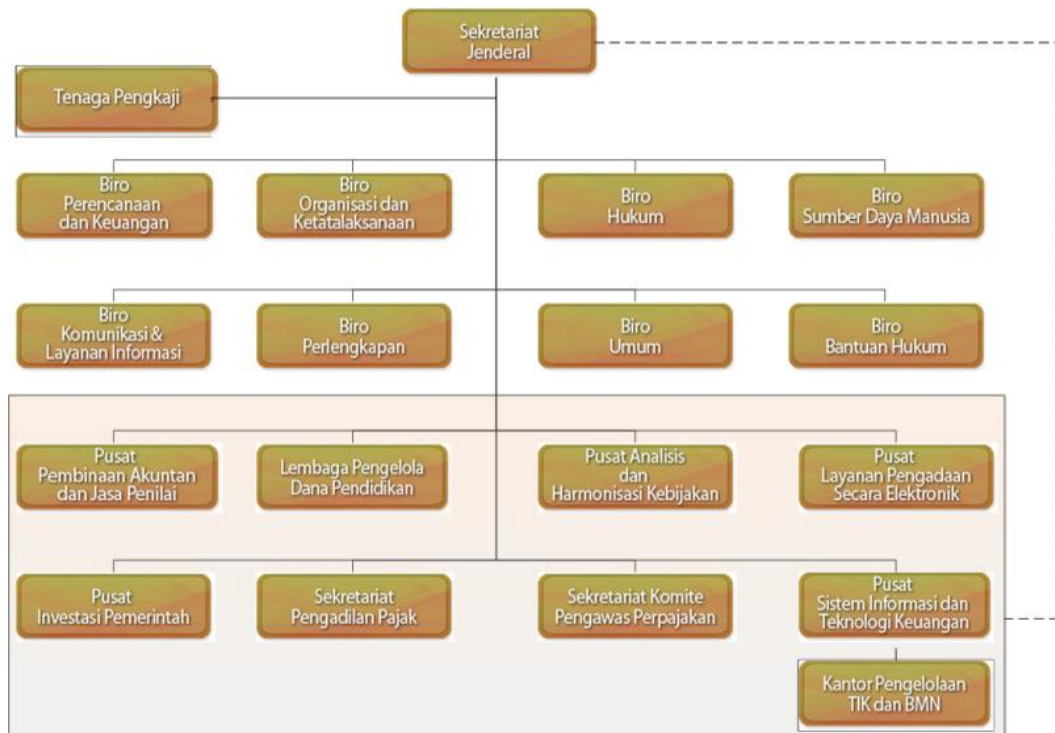 Sekretariat
Jenderal
Tenaga Pengkaji
Biro
Perencanaan
dan Keuangan
Biro
Organisasi dan
Ketatalaksanaan
Biro
Hukum
Biro
Sumber Daya Manusia
Biro
Komunikasi &
Layanan Informasi
Biro
Perlengkapan
Biro
Umum
Biro
Bantuan Hukum
Pusat
Pembinaan Akuntan
dan Jasa Penilai
Lembaga Pengelola
Dana Pendidikan
Pusat Analisis
dan
Harmonisasi Kebijakan
Pusat
Layanan Pengadaan
Secara Elektronik
Pusat
Investasi Pemerintah
Sekretariat
Pengadilan Pajak
Sekretariat Komite
Pengawas Perpajakan
Pusat
Sistem Informasi dan
Teknologi Keuangan
Kantor Pengelolaan
TIK dan BMN